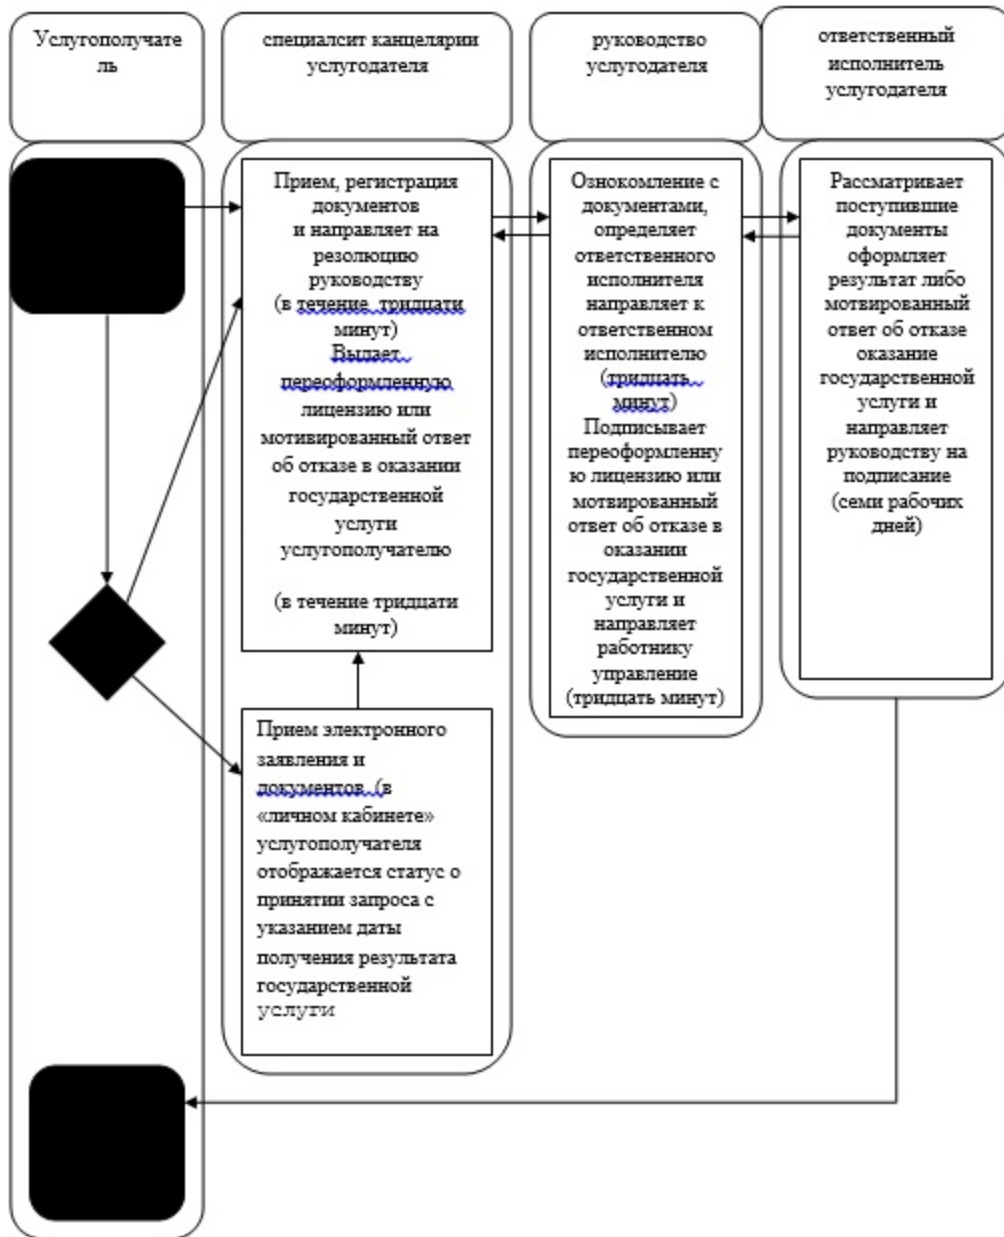 Услугополучате
ль
специалсит канцелярии
услугодателя
руководство
услугодателя
ответственный
исполнитель
услугодателя
Прием, регистрация
документов
и направляет на
резолюцию
руководству
(в течение тридцати
минут)
Выдает
переоформленную
лицензию или
мотивированный ответ
об отказе в оказании
государственной
услуги
услугополучателю
(в течение тридцати
минут)
Ознокомление с
документами,
определяет
ответственного
исполнителя
направляет к
ответственном
исполнителю
(тридцать
минут)
Подписывает
переоформленну
ю лицензию или
мотвированный
ответ об отказе в
оказании
государственной
услуги и
направляет
работнику
управление
(тридцать минут)
Рассматривает
поступившие
документы
оформляет
результат либо
мотвированный
ответ об отказе
оказание
государственной
услуги и
направляет
руководству на
подписание
(семи рабочих
дней)
Прием электронного
заявления и
документов (в
«личном кабинете»
услугополучателя
отображается статус о
принятии запроса с
указанием даты
получения результата
государственной
услуги